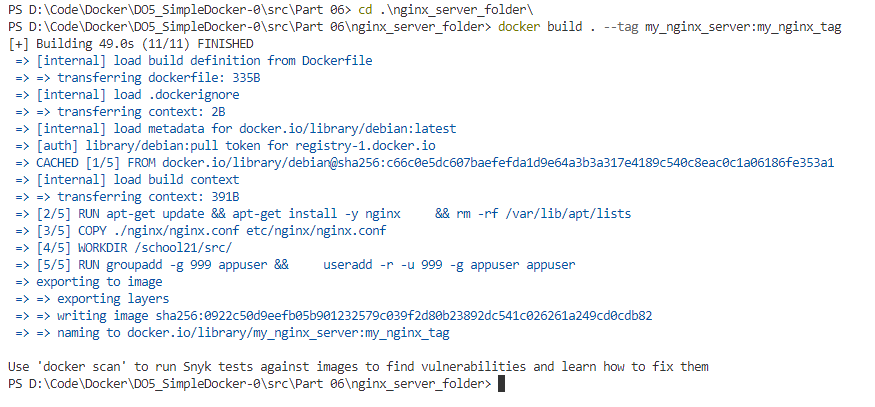 PS D:\Code\Docker\DO5_SimpleDocker-0\src\Part 06> cd .\nginx_server_folder\
PS D:\Code\Docker\DO5_SimpleDocker-0\src\Part 06\nginx_server_folder> docker build . --tag my_nginx_server:my_nginx_tag
[+] Building 49.0s (11/11) FINISHED
=> [internal] load build definition from Dockerfile
=> => transferring dockerfile: 335B
=> [internal] load .dockerignore
=> => transferring context: 2B
=> [internal] load metadata for docker.io/library/debian:latest
=> [auth] library/debian:pull token for registry-1.docker.io
=> CACHED [1/5] FROM docker.io/library/debian@sha256:c66c0e5dc607baefefda1d9e64a3b3a317e4189c540c8eac0c1a06186fe353a1
=> [internal] load build context
=> => transferring context: 391B
=> [2/5] RUN apt-get update && apt-get install -y nginx     && rm -rf /var/lib/apt/lists
=> [3/5] COPY ./nginx/nginx.conf etc/nginx/nginx.conf
=> [4/5] WORKDIR /school21/src/
=> [5/5] RUN groupadd -g 999 appuser &&     useradd -r -u 999 -g appuser appuser
=> exporting to image
=> => exporting layers
=> => writing image sha256:0922c50d9eefb05b901232579c039f2d80b23892dc541c026261a249cd0cdb82
=> => naming to docker.io/library/my_nginx_server:my_nginx_tag
Use 'docker scan' to run Snyk tests against images to find vulnerabilities and learn how to fix them
PS D:\Code\Docker\DO5_SimpleDocker-0\src\Part 06\nginx_server_folder>